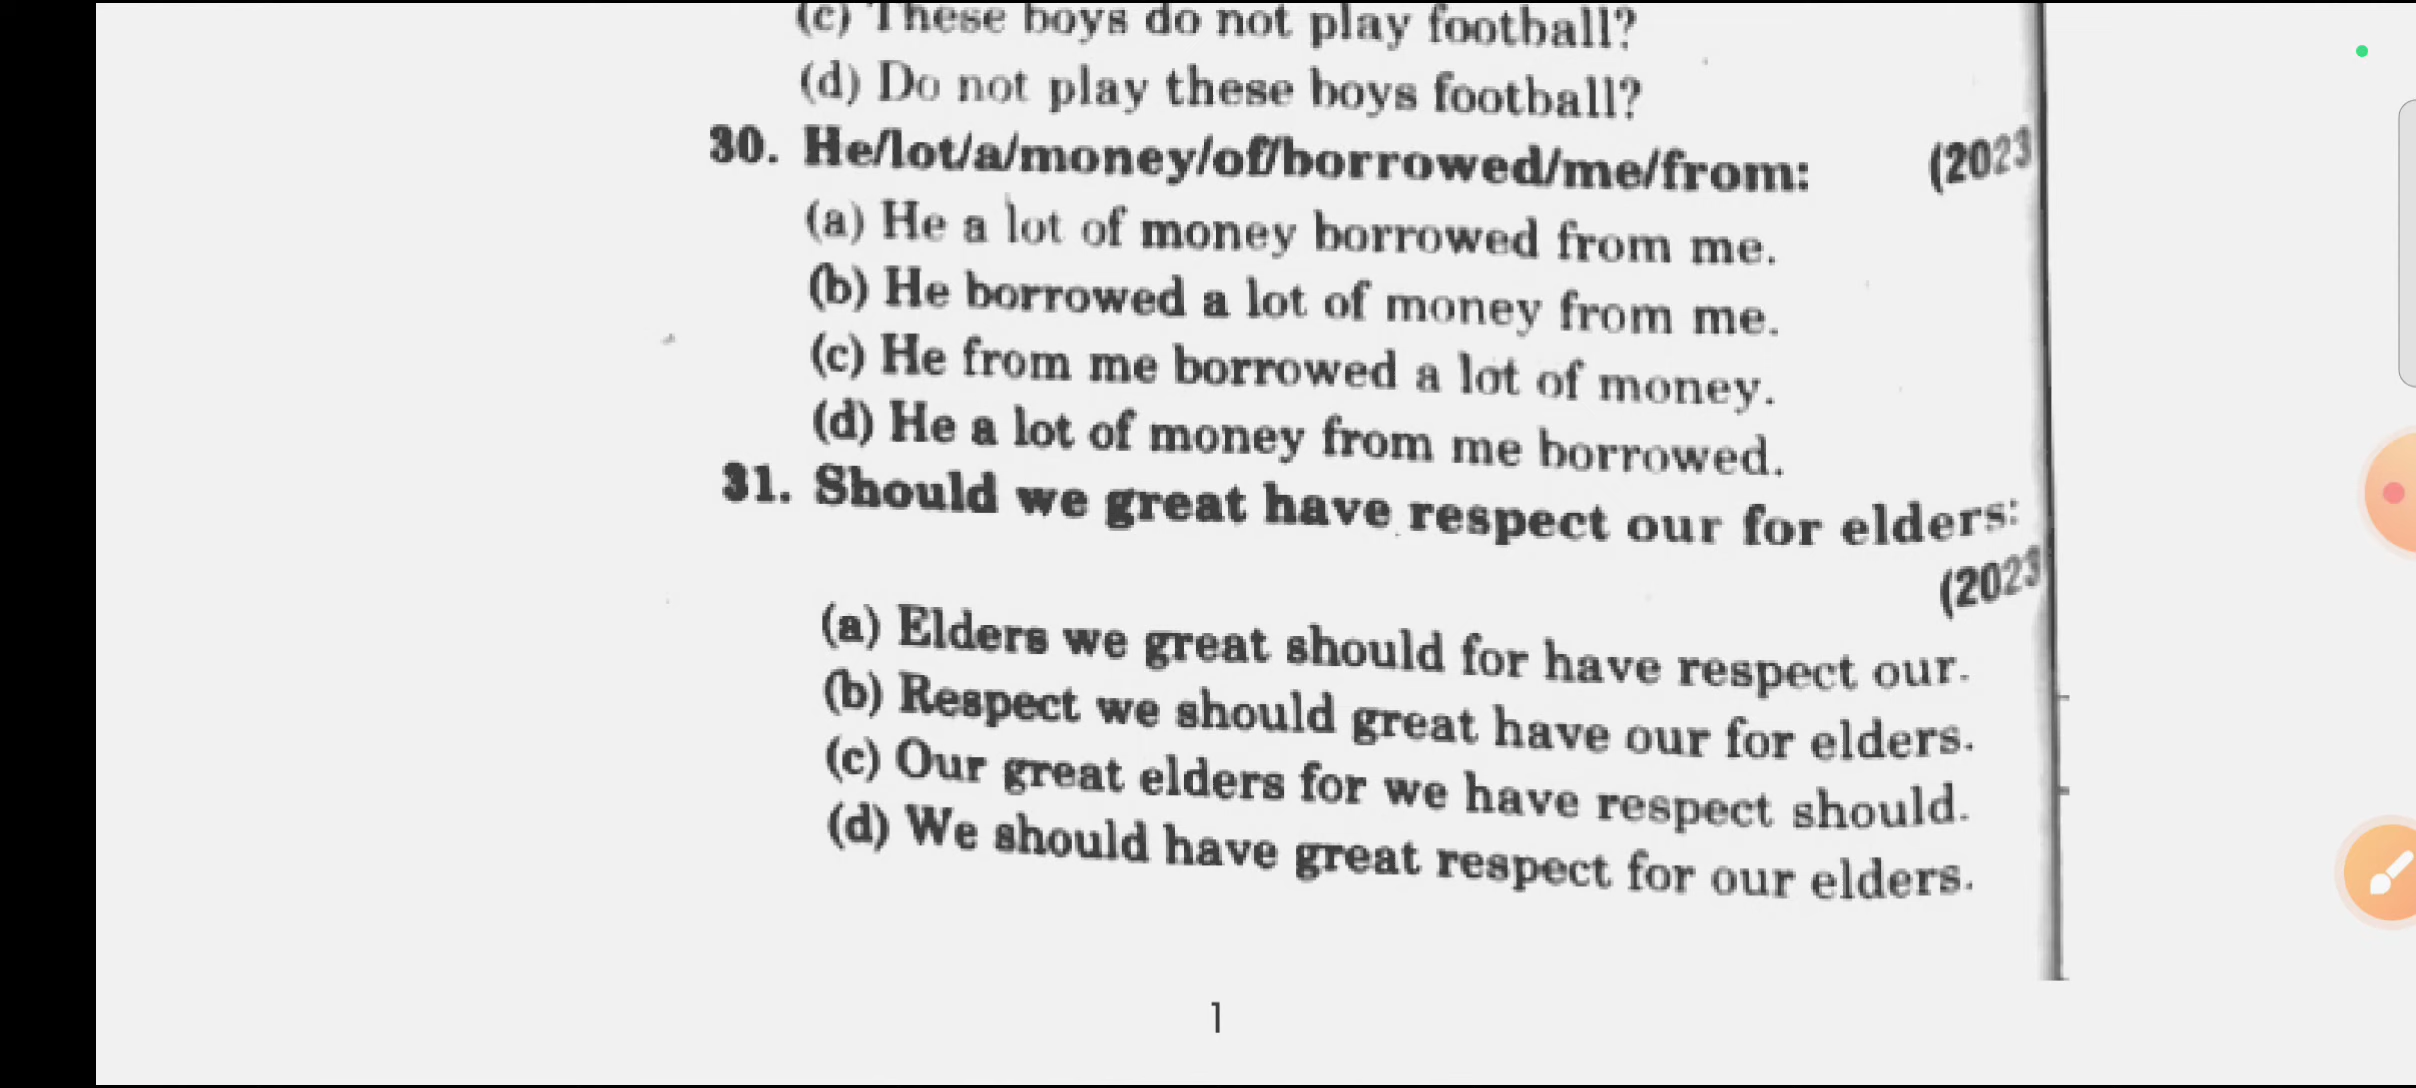 (c) These boys do not play football?
(d) Do not play these boys football?
30. He/lot/a/money/of/borrowed/me/from: (2023
(a) He a lot of money borrowed from me.
(b) He borrowed a lot of money from me.
(c) He from me borrowed a lot of money.
(d) He a lot of money from me borrowed.
31. Should we great have respect our for elders:
(2023
(a) Elders we great should for have respect our.
(b) Respect we should great have our for elders.
(c) Our great elders for we have respect should.
(d) We should have great respect for our elders.
1